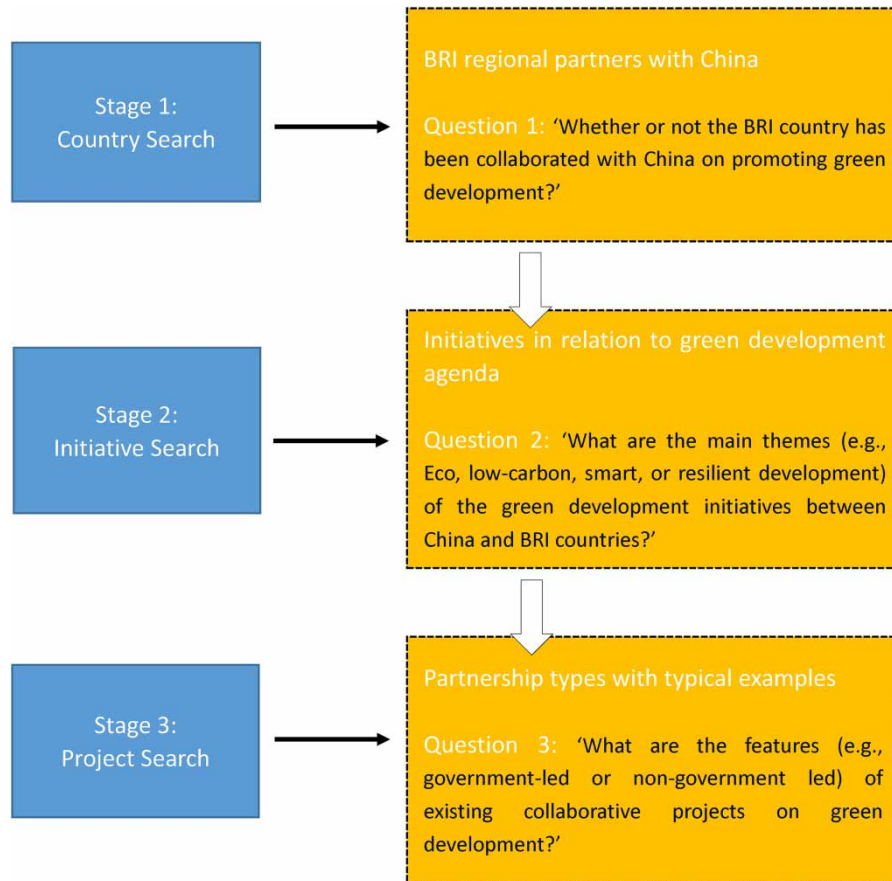 Stage 1:
Country Search
BRI regional partners with China
Question 1: ‘Whether or not the BRI country has
been collaborated with China on promoting green
development?’
Stage 2:
Initiative Search
Initiatives in relation to green development
agenda
Question 2: ‘What are the main themes (e.g.,
Eco, low-carbon, smart, or resilient development)
of the green development initiatives between
China and BRI countries?’
Stage 3:
Project Search
Partnership types with typical examples
Question 3: ‘What are the features (e.g.,
government-led or non-government led) of
existing collaborative projects on green
development?’